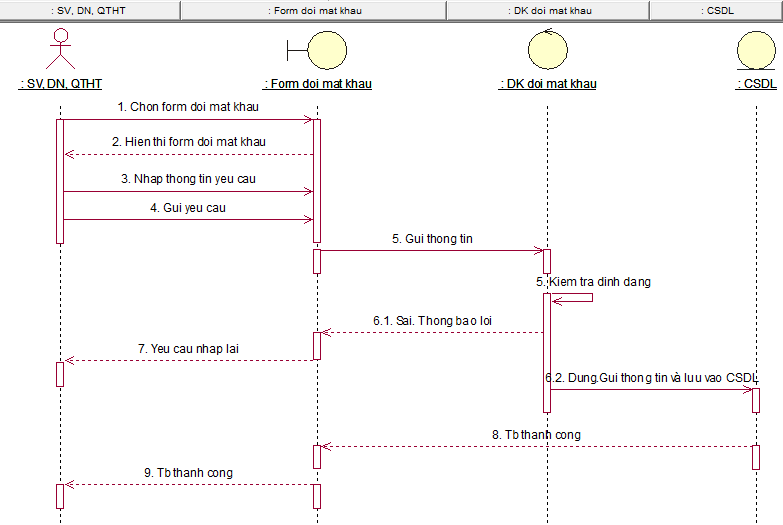 : SV, DN, QTHT
: Form doi mat khau
: DK doi mat khau
: CSDL
: SV, DN, QTHT
: Form doi mat khau
: DK doi mat khau
: CSDL
1. Chon form doi mat khau
2. Hien thi form doi mat khau
3. Nhap thong tin yeu cau
4. Gui yeu cau
5. Gui thong tin
5. Kiem tra dinh dang
6.1. Sai. Thong bao loi
7. Yeu cau nhap lai
6.2. Dung.Gui thong tin và luu vao CSDL
8. Tb thanh cong
9. Tb thanh cong